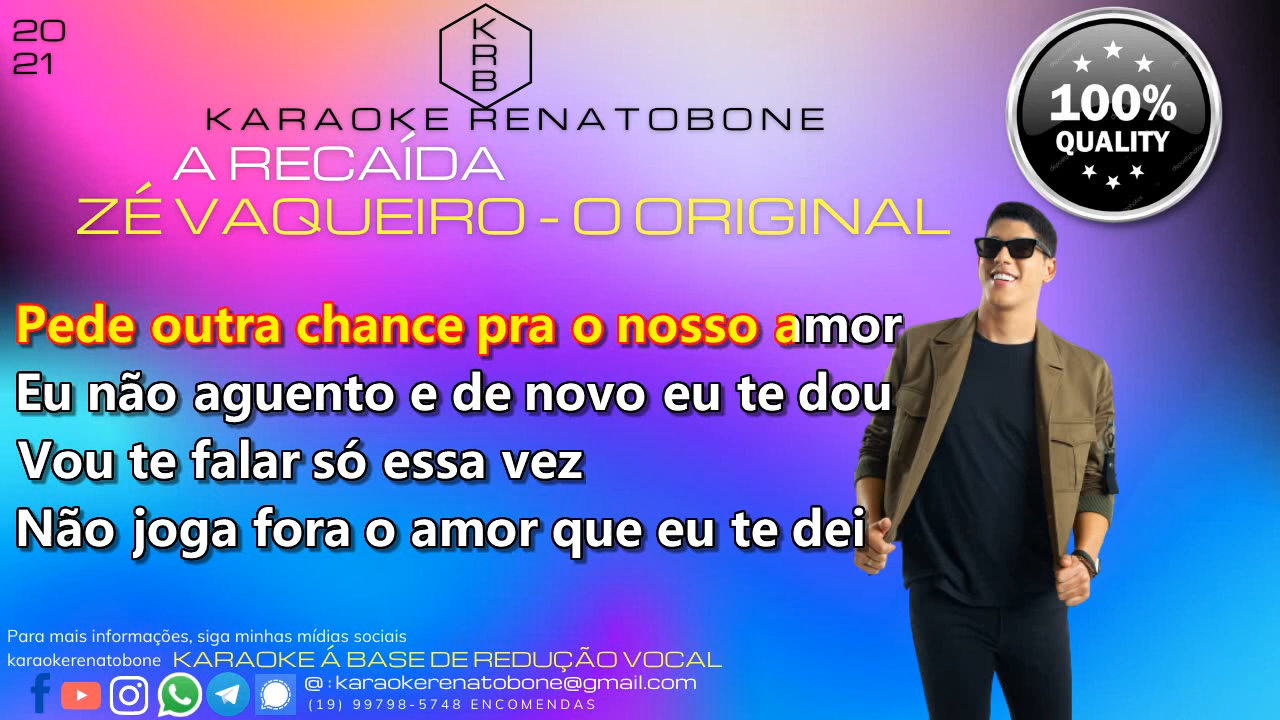 20
21
K
R
B
KARAOKE RENATOBONE
A RECAÍDA
ZÉ VAQUEIRO - O ORIGINAL
100%
QUALITY
Pede outra chance pra o nosso amor
Eu não aguento e de novo eu te dou
Vou te falar só essa vez
Não joga fora o amor que eu te dei
Para mais informações, siga minhas mídias sociais
karaokerenatobone
KARAOKE Á BASE DE REDUÇÃO VOCAL
@:karaokerenatobone@gmail.com
(19) 99798-5748 ENCOMENDAS